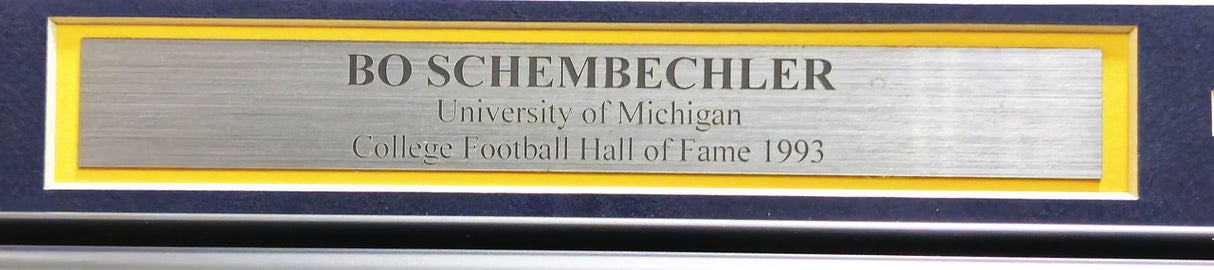 BO SCHEMBECHLER
University of Michigan
College Football Hall of Fame 1993